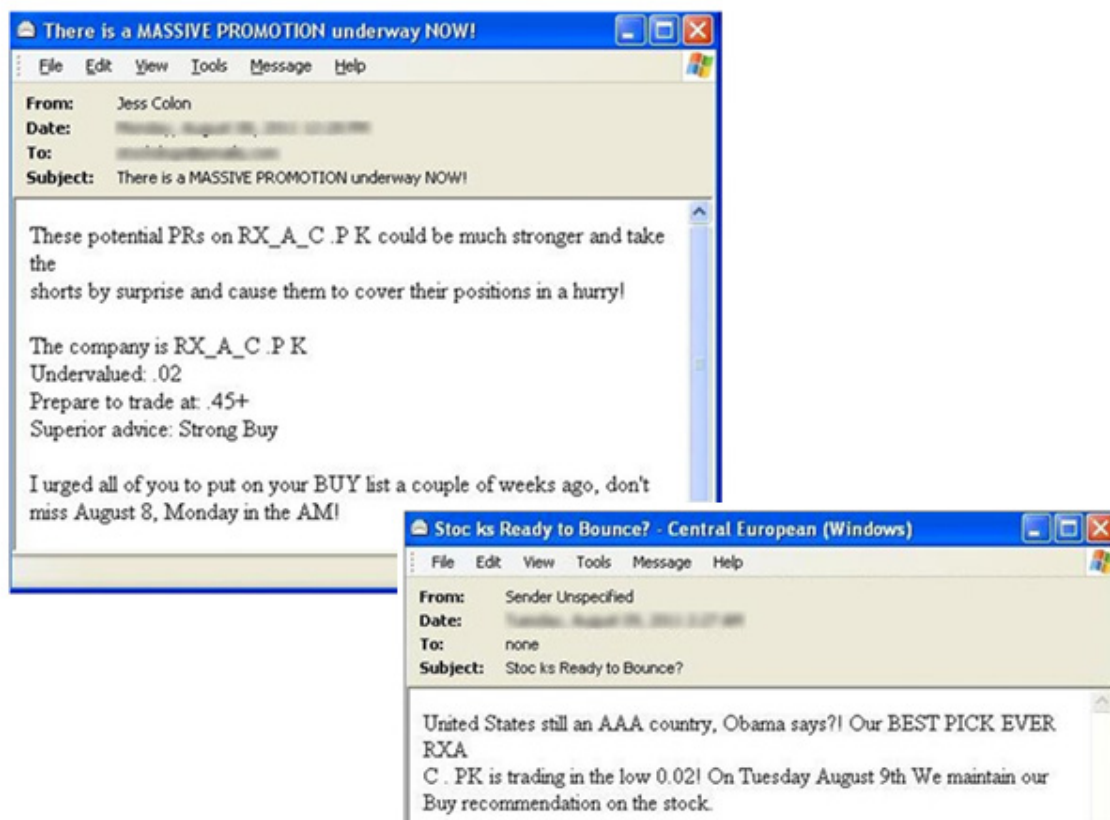 There is a MASSIVE PROMOTION underway NOW!
File Edit View Tools Message Help
From: Jess Colon
Date:
To:
Subject: There is a MASSIVE PROMOTION underway NOW!
These potential PRs on RX_A_C .P K could be much stronger and take
the
shorts by surprise and cause them to cover their positions in a hurry!
The company is RX_A_C .P K
Undervalued: .02
Prepare to trade at: .45+
Superior advice: Strong Buy
I urged all of you to put on your BUY list a couple of weeks ago, don't
miss August 8, Monday in the AM!
Stoc ks Ready to Bounce? - Central European (Windows)
File Edit View Tools Message Help
From: Sender Unspecified
Date:
To: none
Subject: Stoc ks Ready to Bounce?
United States still an AAA country, Obama says?! Our BEST PICK EVER
RXA
C . PK is trading in the low 0.02! On Tuesday August 9th We maintain our
Buy recommendation on the stock.